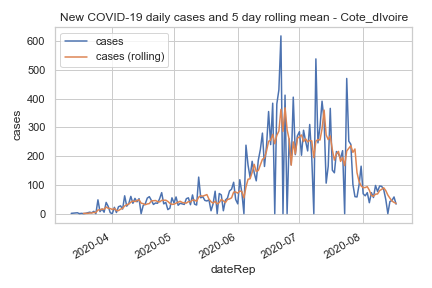 New COVID-19 daily cases and 5 day rolling mean - Cote_dIvoire
cases
cases (rolling)
600
500
400
300
200
100
0
cases
2020-04
2020-05
2020-06
2020-07
2020-08
dateRep